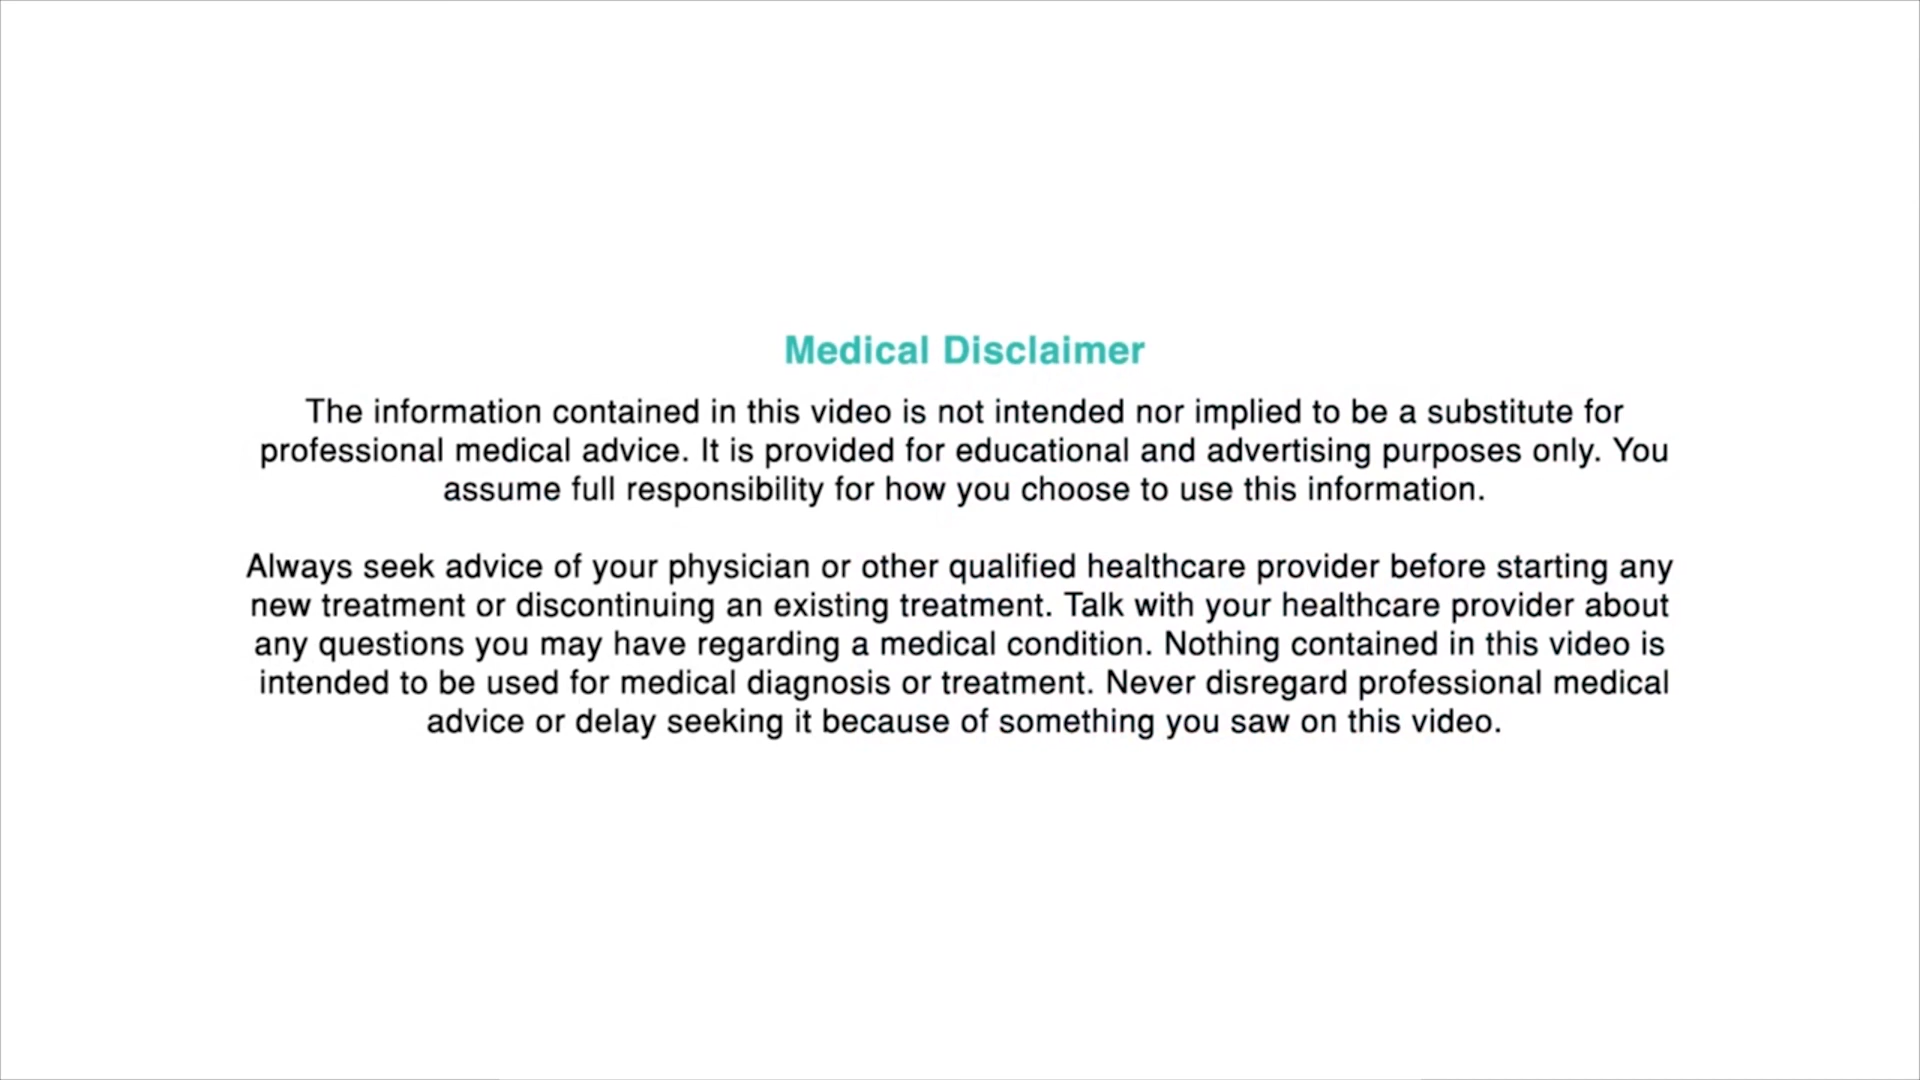 Medical Disclaimer
The information contained in this video is not intended nor implied to be a substitute for
professional medical advice. It is provided for educational and advertising purposes only. You
assume full responsibility for how you choose to use this information.
Always seek advice of your physician or other qualified healthcare provider before starting any
new treatment or discontinuing an existing treatment. Talk with your healthcare provider about
any questions you may have regarding a medical condition. Nothing contained in this video is
intended to be used for medical diagnosis or treatment. Never disregard professional medical
advice or delay seeking it because of something you saw on this video.